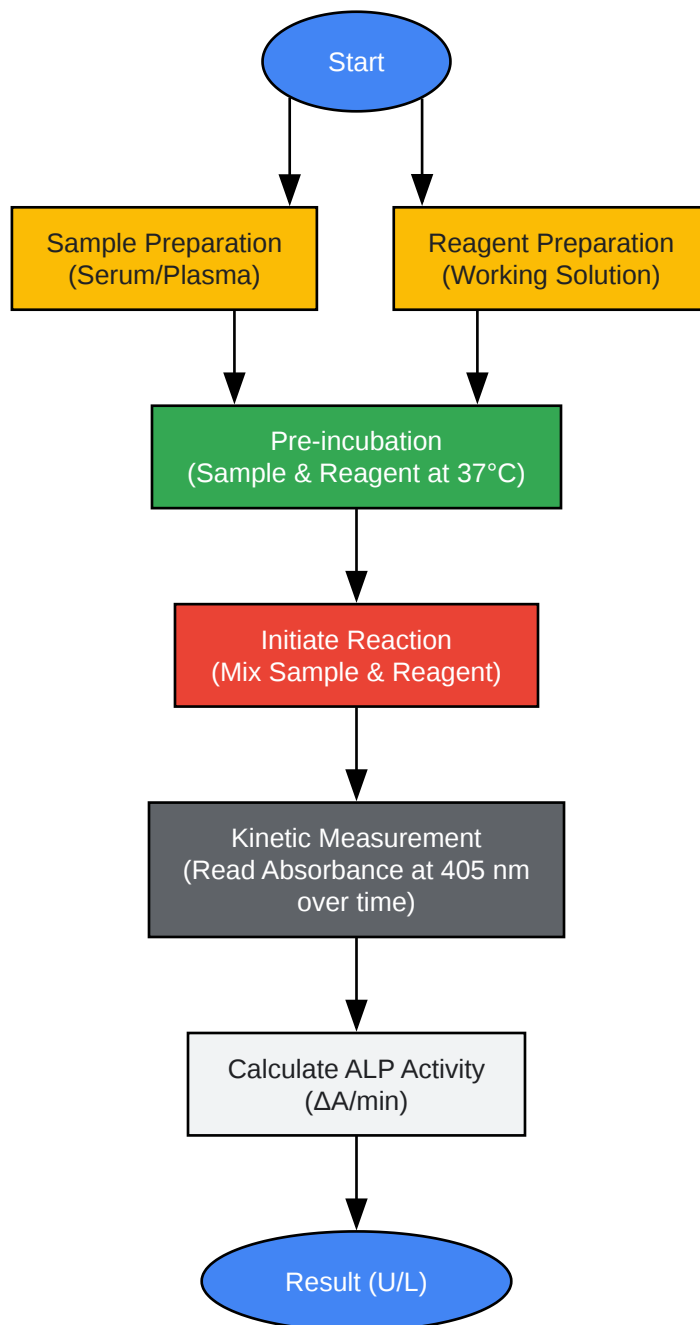 Start
Sample Preparation
(Serum/Plasma)
Reagent Preparation
(Working Solution)
Pre-incubation
(Sample & Reagent at 37°C)
Initiate Reaction
(Mix Sample & Reagent)
Kinetic Measurement
(Read Absorbance at 405 nm
over time)
Calculate ALP Activity
(ΔA/min)
Result (U/L)